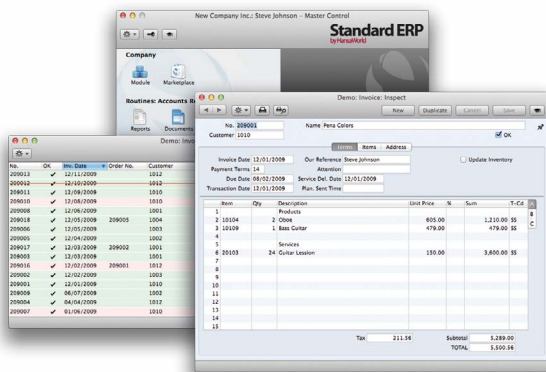 New Company Inc.: Steve Johnson – Master Control
Standard ERP
by HansaWorld
Company
Module
Marketplace
Routines: Accounts R
Reports
Documents
Demo: Invo
No. OK Inv. Date Order No. Customer
209013 12/11/2009 1012
209012 12/10/2009 1012
209011 12/09/2009 1010
209010 12/08/2009 1010
209008 12/06/2009 1001
209018 12/05/2009 209005 1004
209006 12/05/2009 1003
209005 12/04/2009 1002
209017 12/03/2009 209002 1001
209003 12/03/2009 1001
209016 12/02/2009 209001 1012
209002 12/02/2009 1003
209001 12/01/2009 1010
209009 06/07/2009 1002
209004 04/04/2009 1012
209007 01/06/2009 1010
Demo: Invoice: Inspect
New Duplicate Cancel Save
No. 209001 Name Pena Colors
Customer 1010 OK
Terms Items Address
Invoice Date 12/01/2009 Our Reference Steve Johnson Update Inventory
Payment Terms 14 Attention
Due Date 08/02/2009 Service Del. Date 12/01/2009
Transaction Date 12/01/2009 Plan. Sent Time
Item Qty Description Unit Price % Sum T-Cd A
1 Products B
2 10104 2 Oboe 605.00 1,210.00 SS C
3 10109 1 Bass Guitar 479.00 479.00 SS
4
5 Services
6 20103 24 Guitar Lession 150.00 3,600.00 SS
7
8
9
10
11
12
13
14
15
Tax 211.56 Subtotal 5,289.00
TOTAL 5,500.56